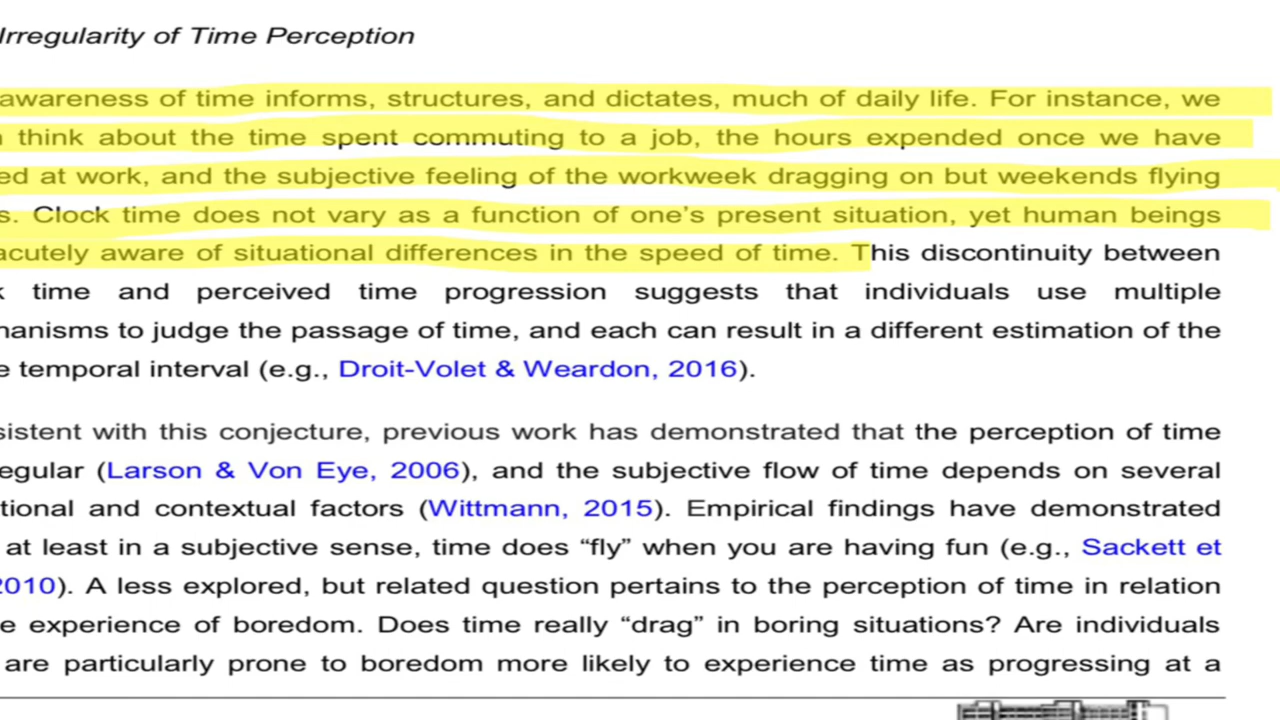 Irregularity of Time Perception
awareness of time informs, structures, and dictates, much of daily life. For instance, we
think about the time spent commuting to a job, the hours expended once we have
ed at work, and the subjective feeling of the workweek dragging on but weekends flying
s. Clock time does not vary as a function of one's present situation, yet human beings
acutely aware of situational differences in the speed of time. This discontinuity between
k time and perceived time progression suggests that individuals use multiple
hanisms to judge the passage of time, and each can result in a different estimation of the
e temporal interval (e.g., Droit-Volet & Weardon, 2016).
sistent with this conjecture, previous work has demonstrated that the perception of time
regular (Larson & Von Eye, 2006), and the subjective flow of time depends on several
tional and contextual factors (Wittmann, 2015). Empirical findings have demonstrated
at least in a subjective sense, time does “fly” when you are having fun (e.g., Sackett et
2010). A less explored, but related question pertains to the perception of time in relation
e experience of boredom. Does time really “drag” in boring situations? Are individuals
are particularly prone to boredom more likely to experience time as progressing at a